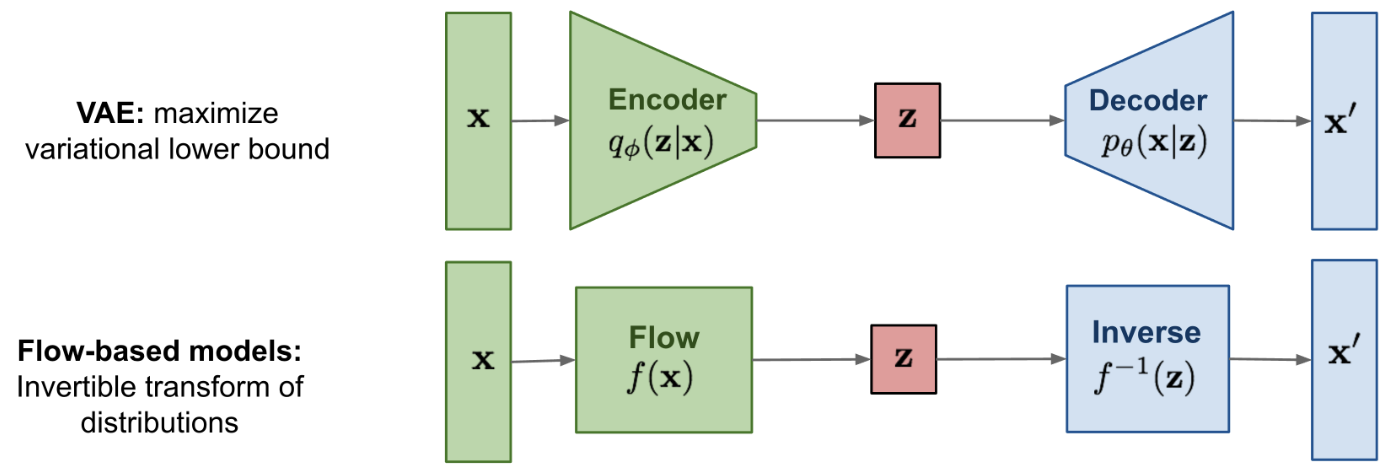 VAE: maximize
variational lower bound
x
Encoder
qϕ(z|x)
z
Decoder
pθ(x|z)
x′
Flow-based models:
Invertible transform of
distributions
x
Flow
f(x)
z
Inverse
f⁻¹(z)
x′